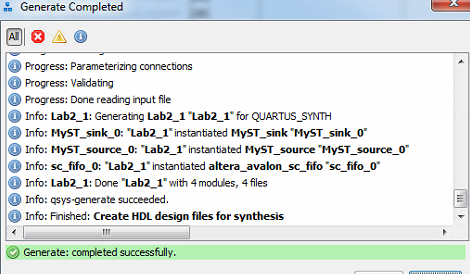 Generate Completed
All
Progress: Parameterizing connections
Progress: Validating
Progress: Done reading input file
Info: Lab2_1: Generating Lab2_1 "Lab2_1" for QUARTUS_SYNTH
Info: MyST_sink_0: "Lab2_1" instantiated MyST_sink "MyST_sink_0"
Info: MyST_source_0: "Lab2_1" instantiated MyST_source "MyST_source_0"
Info: sc_fifo_0: "Lab2_1" instantiated altera_avalon_sc_fifo "sc_fifo_0"
Info: Lab2_1: Done "Lab2_1" with 4 modules, 4 files
Info: qsys-generate succeeded.
Info: Finished: Create HDL design files for synthesis
Generate: completed successfully.